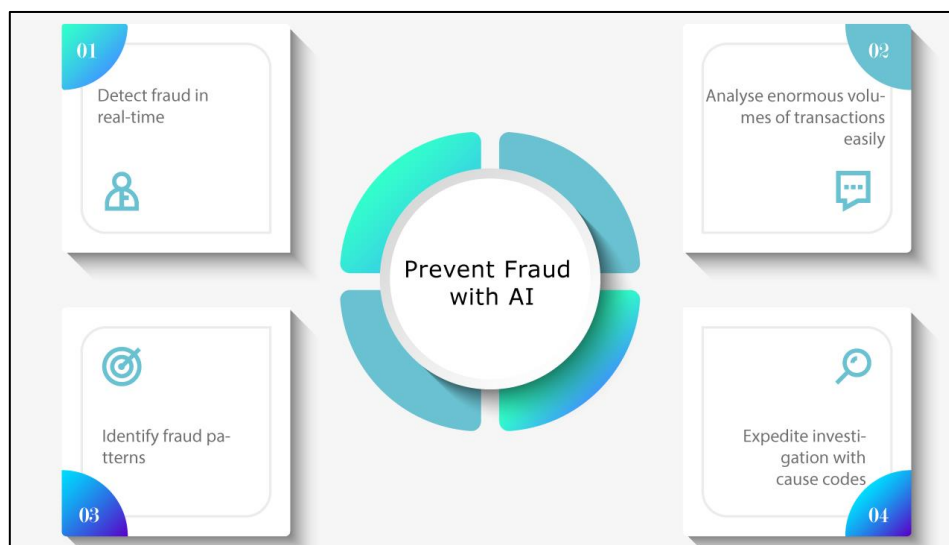 01
Detect fraud in
real-time
02
Analyse enormous volu-
mes of transactions
easily
Prevent Fraud
with AI
Identify fraud pa-
tterns
03
Expedite investi-
gation with
cause codes
04